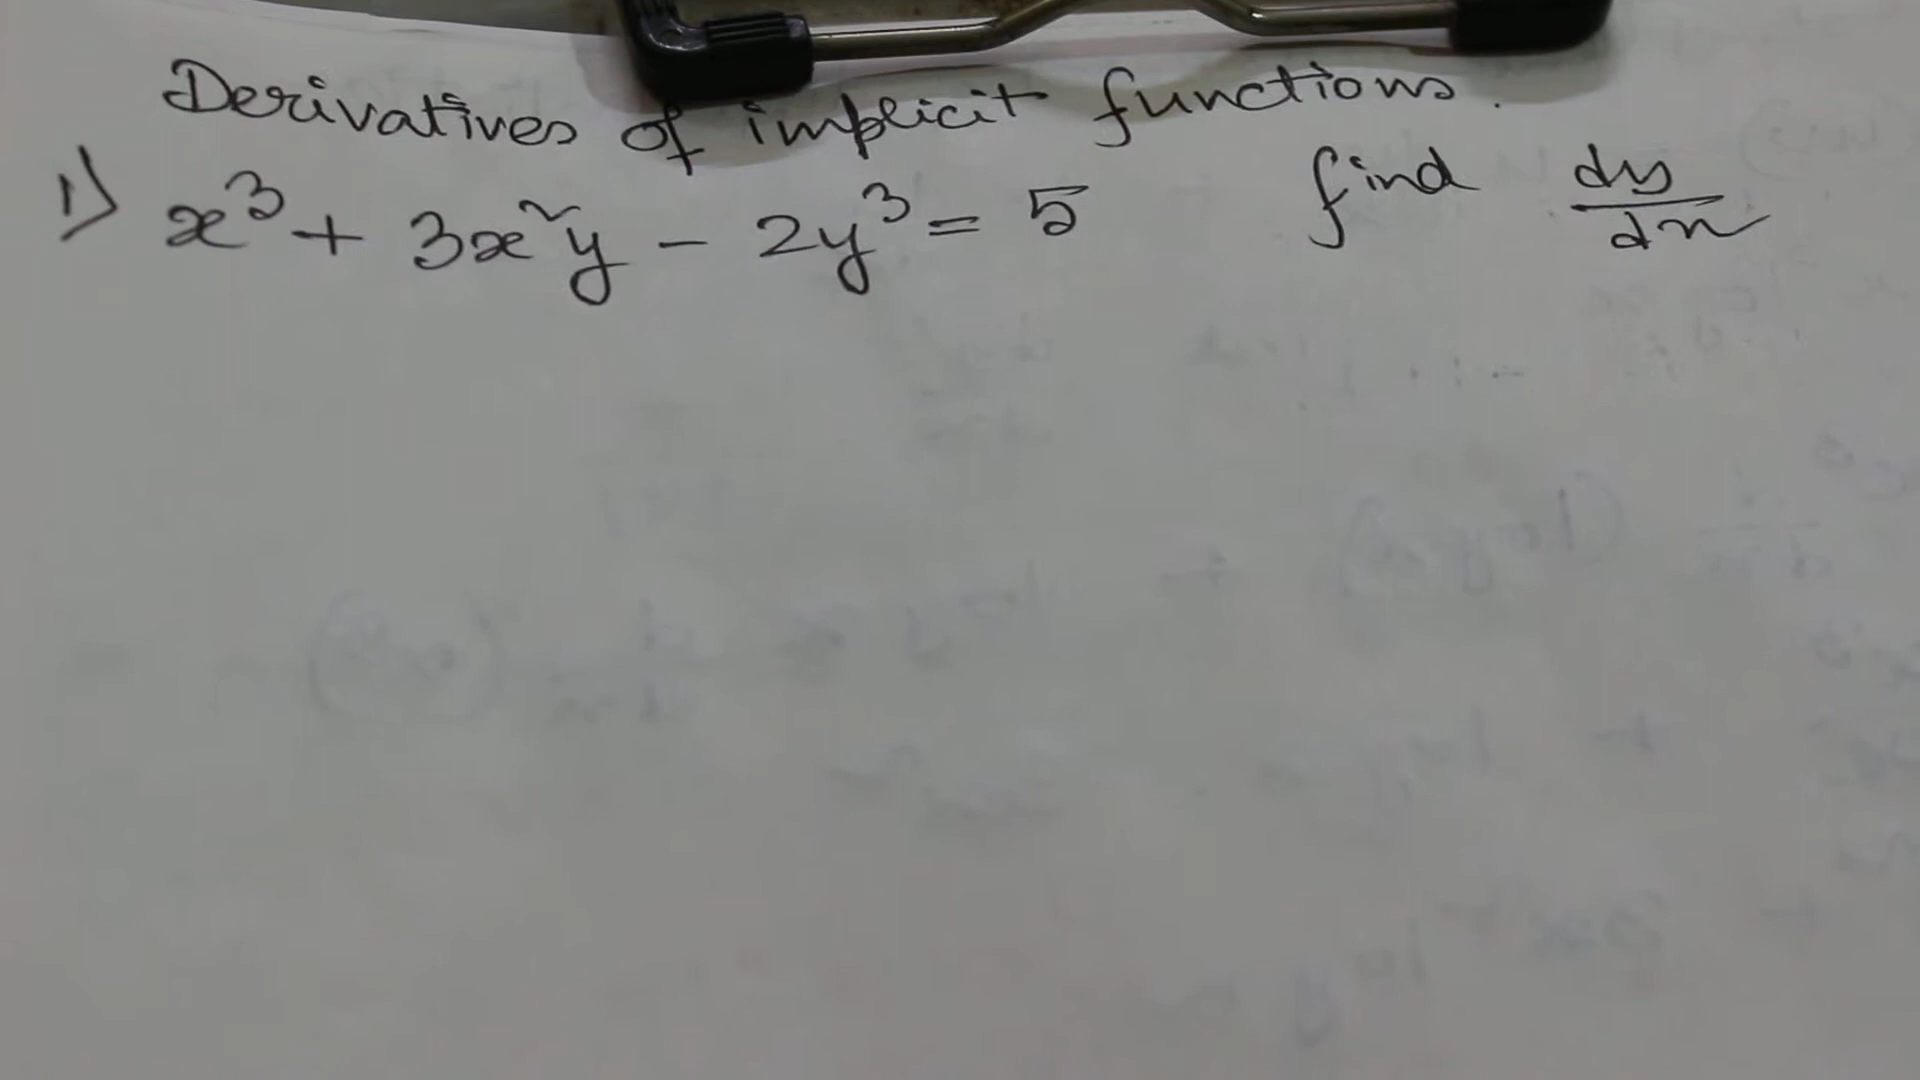 Derivatives of implicit functions.
1) x³ + 3x²y - 2y³ = 5 find dy/dx